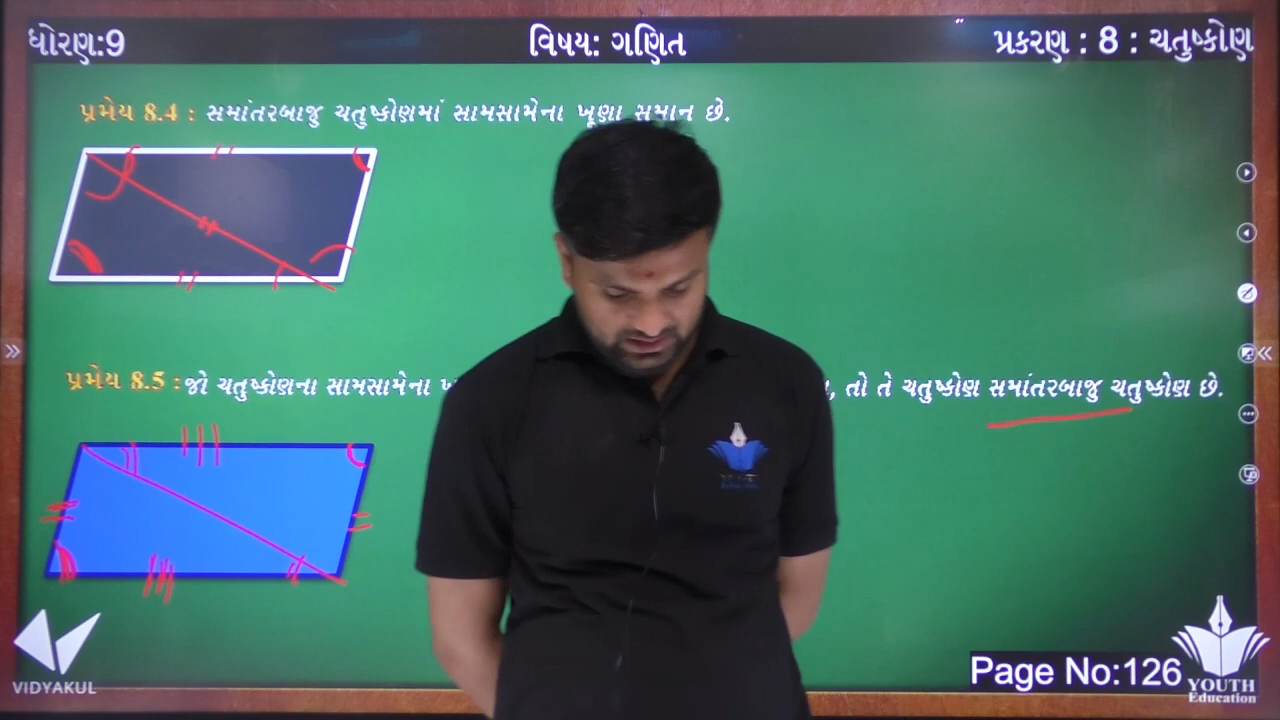 ધોરણ:9
વિષય: ગણિત
પ્રકરણ : 8 : ચતુષ્કોણ
પ્રમેય 8.4 : સમાંતરબાજુ ચતુષ્કોણમાં સામસામેના ખૂણા સમાન છે.
પ્રમેય 8.5 : જો ચતુષ્કોણના સામસામેના તો તે ચતુષ્કોણ સમાંતરબાજુ ચતુષ્કોણ છે.
VIDYAKUL
Page No:126
YOUTH
Education